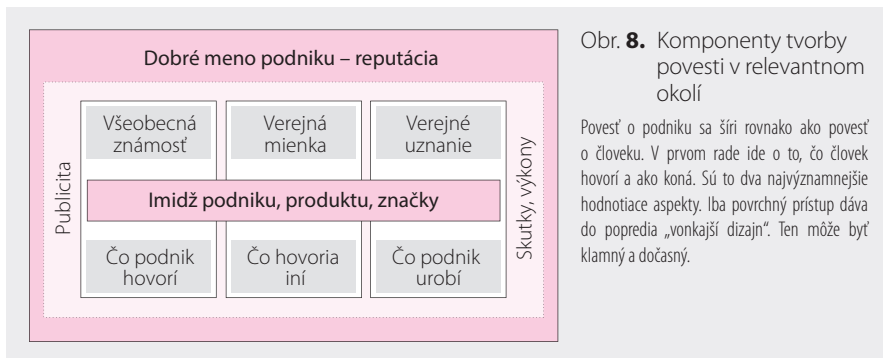 Dobré meno podniku – reputácia
Publicita
Všeobecná
známosť
Verejná
mienka
Verejné
uznanie
Imidž podniku, produktu, značky
Čo podnik
hovorí
Čo hovoria
iní
Čo podnik
urobí
Skutky, výkony
Obr. 8. Komponenty tvorby
povesti v relevantnom
okolí
Povesť o podniku sa šíri rovnako ako povesť
o človeku. V prvom rade ide o to, čo človek
hovorí a ako koná. Sú to dva najvýznamnejšie
hodnotiace aspekty. Iba povrchný prístup dáva
do popredia „vonkajší dizajn“. Ten môže byť
klamný a dočasný.